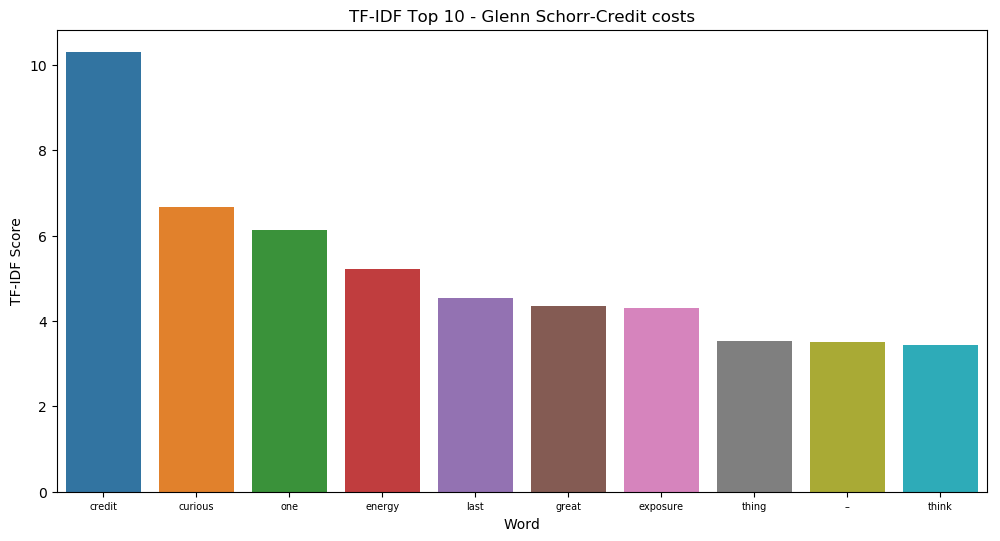 TF-IDF Top 10 - Glenn Schorr-Credit costs
TF-IDF Score
10
8
6
4
2
0
credit curious one energy last great exposure thing – think
Word